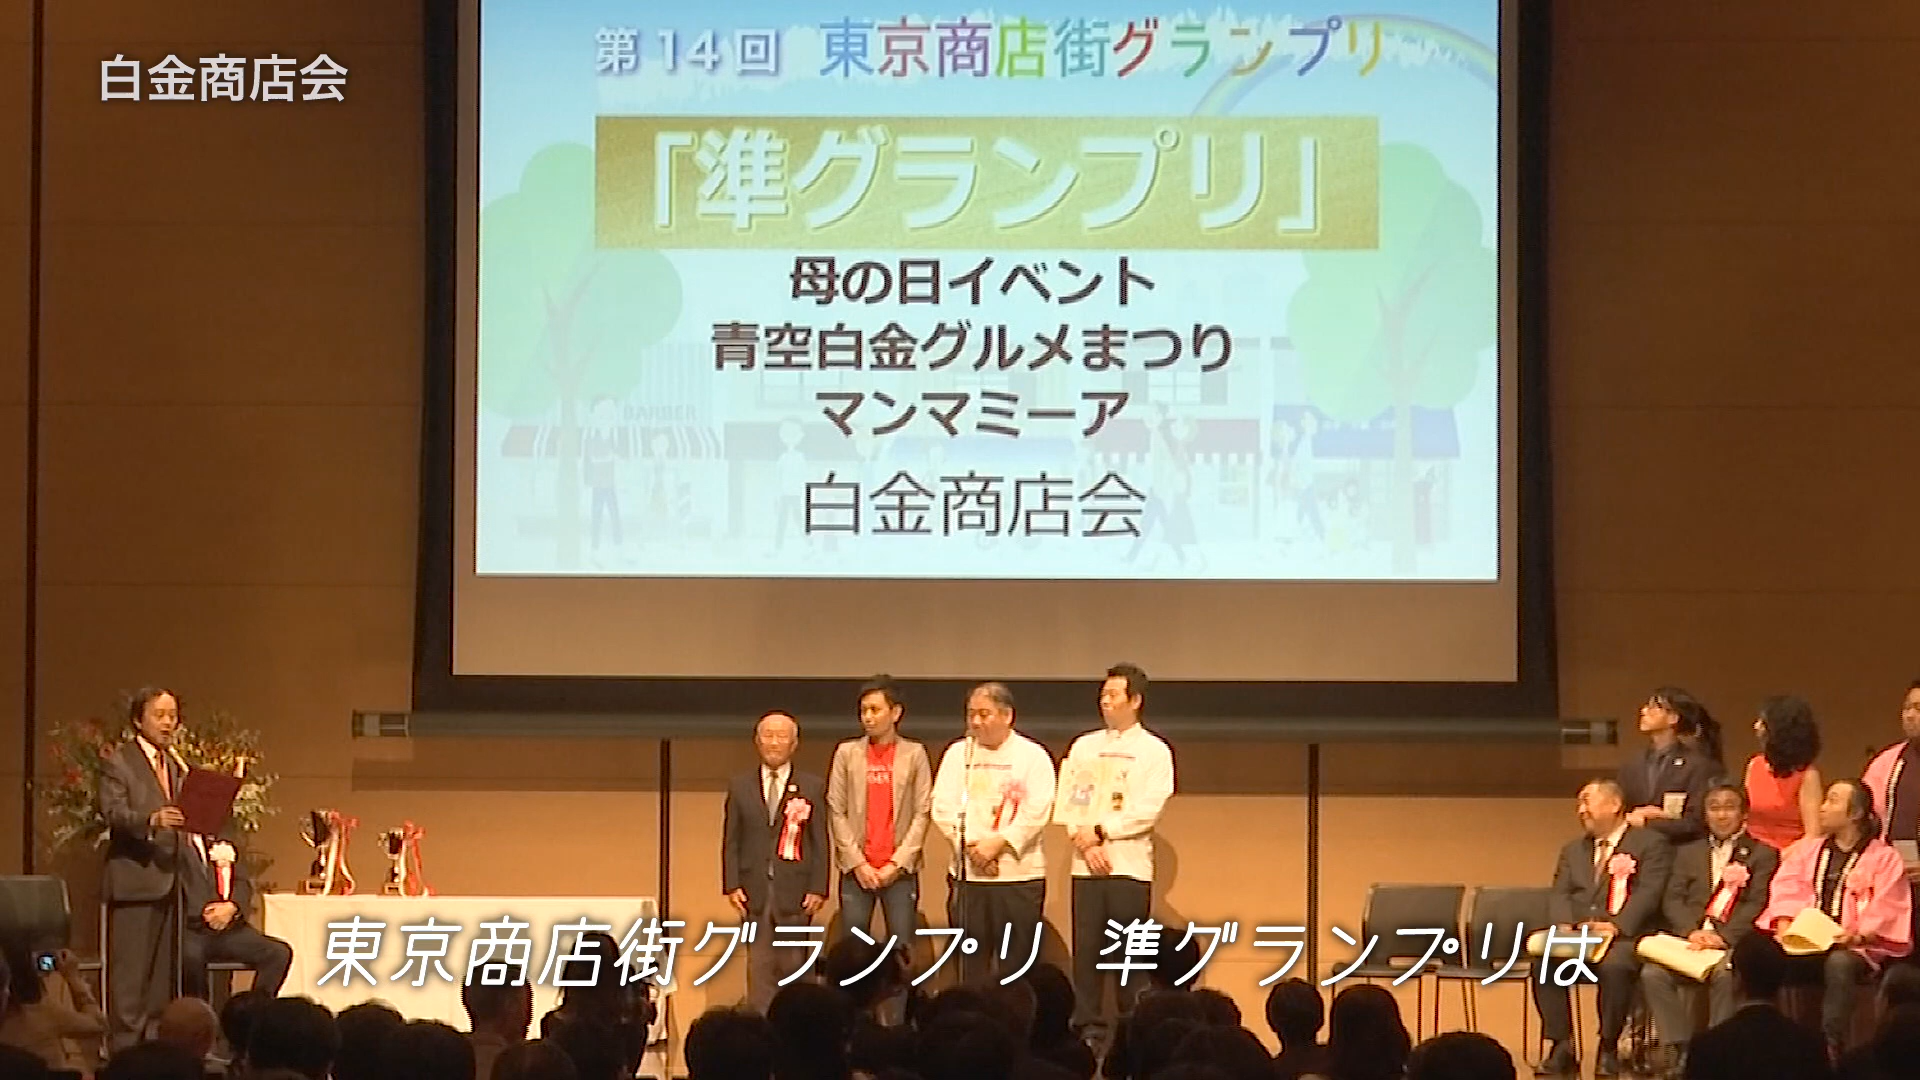 白金商店会
第14回 東京商店街グランプリ
「準グランプリ」
母の日イベント
青空白金グルメまつり
マンマミーア
BARBER
白金商店会
東京商店街グランプリ 準グランプリは